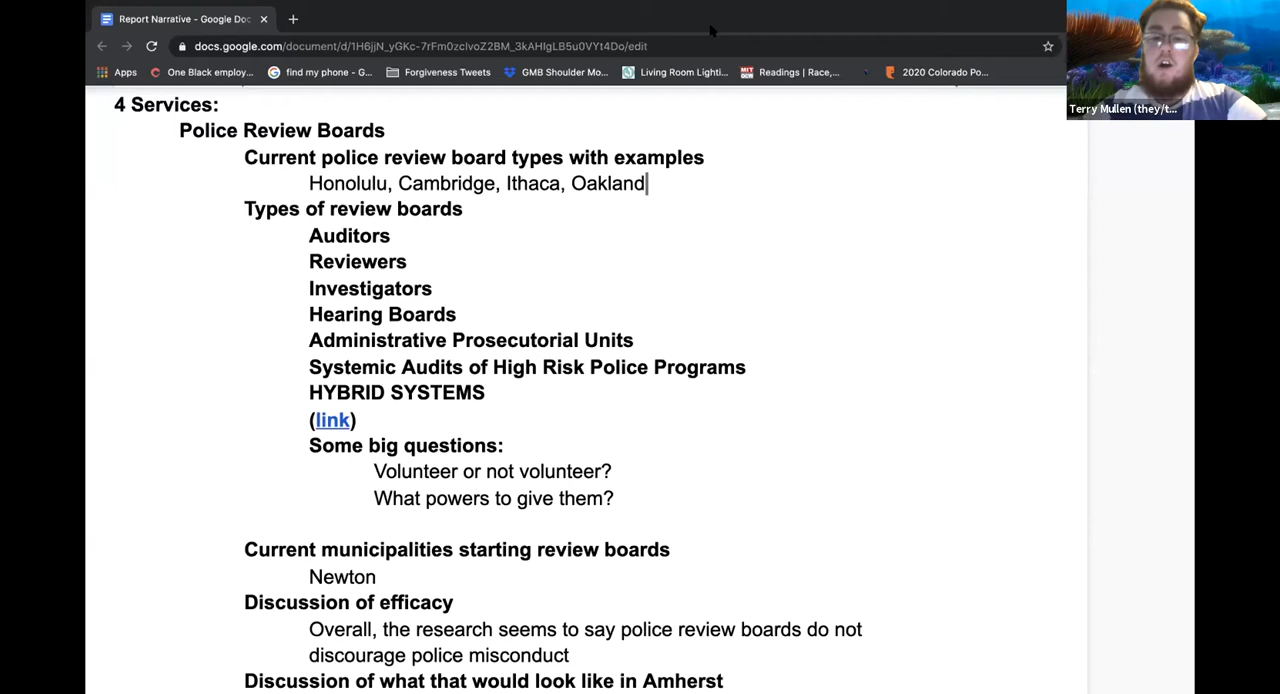 Report Narrative - Google Doc
docs.google.com/document/d/1H6jjN_yGKc-7rFm0zcIvoZ2BM_3kAHIgLB5u0VYt4Do/edit
Apps One Black employ... find my phone - G... Forgiveness Tweets GMB Shoulder Mo... Living Room Lighti... MIT OCW Readings | Race,... 2020 Colorado Po...
Terry Mullen (they/t...
4 Services:
Police Review Boards
Current police review board types with examples
Honolulu, Cambridge, Ithaca, Oakland
Types of review boards
Auditors
Reviewers
Investigators
Hearing Boards
Administrative Prosecutorial Units
Systemic Audits of High Risk Police Programs
HYBRID SYSTEMS
(link)
Some big questions:
Volunteer or not volunteer?
What powers to give them?
Current municipalities starting review boards
Newton
Discussion of efficacy
Overall, the research seems to say police review boards do not
discourage police misconduct
Discussion of what that would look like in Amherst